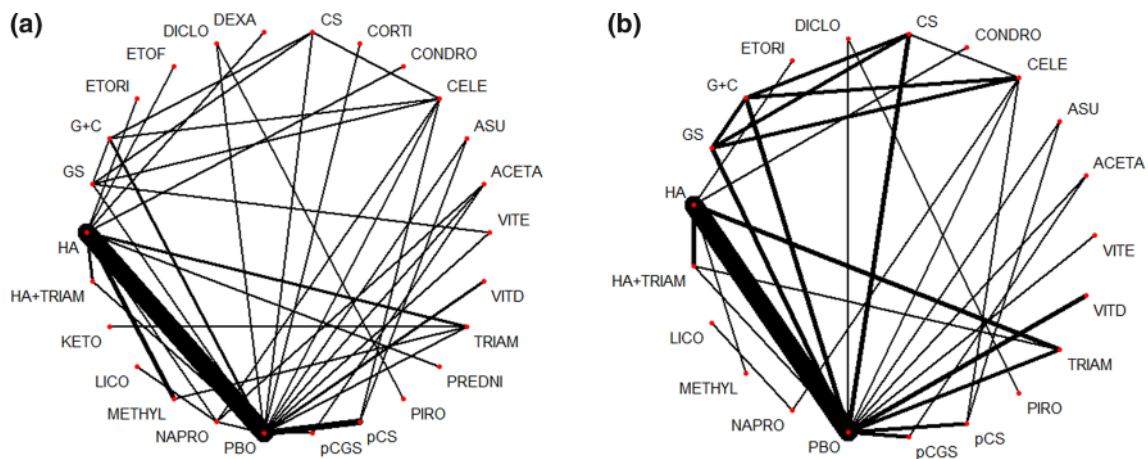 (a)
DEXA
CS
DICLO
CORTI
ETOF
CONDRO
ETORI
CELE
G+C
ASU
GS
ACETA
HA
VITE
HA+TRIAM
VITD
KETO
TRIAM
LICO
PREDNI
METHYL
PIRO
NAPRO
pCS
PBO
pCGS
(b)
DICLO
CS
ETORI
CONDRO
G+C
CELE
GS
ASU
HA
ACETA
HA+TRIAM
VITE
LICO
VITD
METHYL
TRIAM
NAPRO
PIRO
PBO
pCS
pCGS